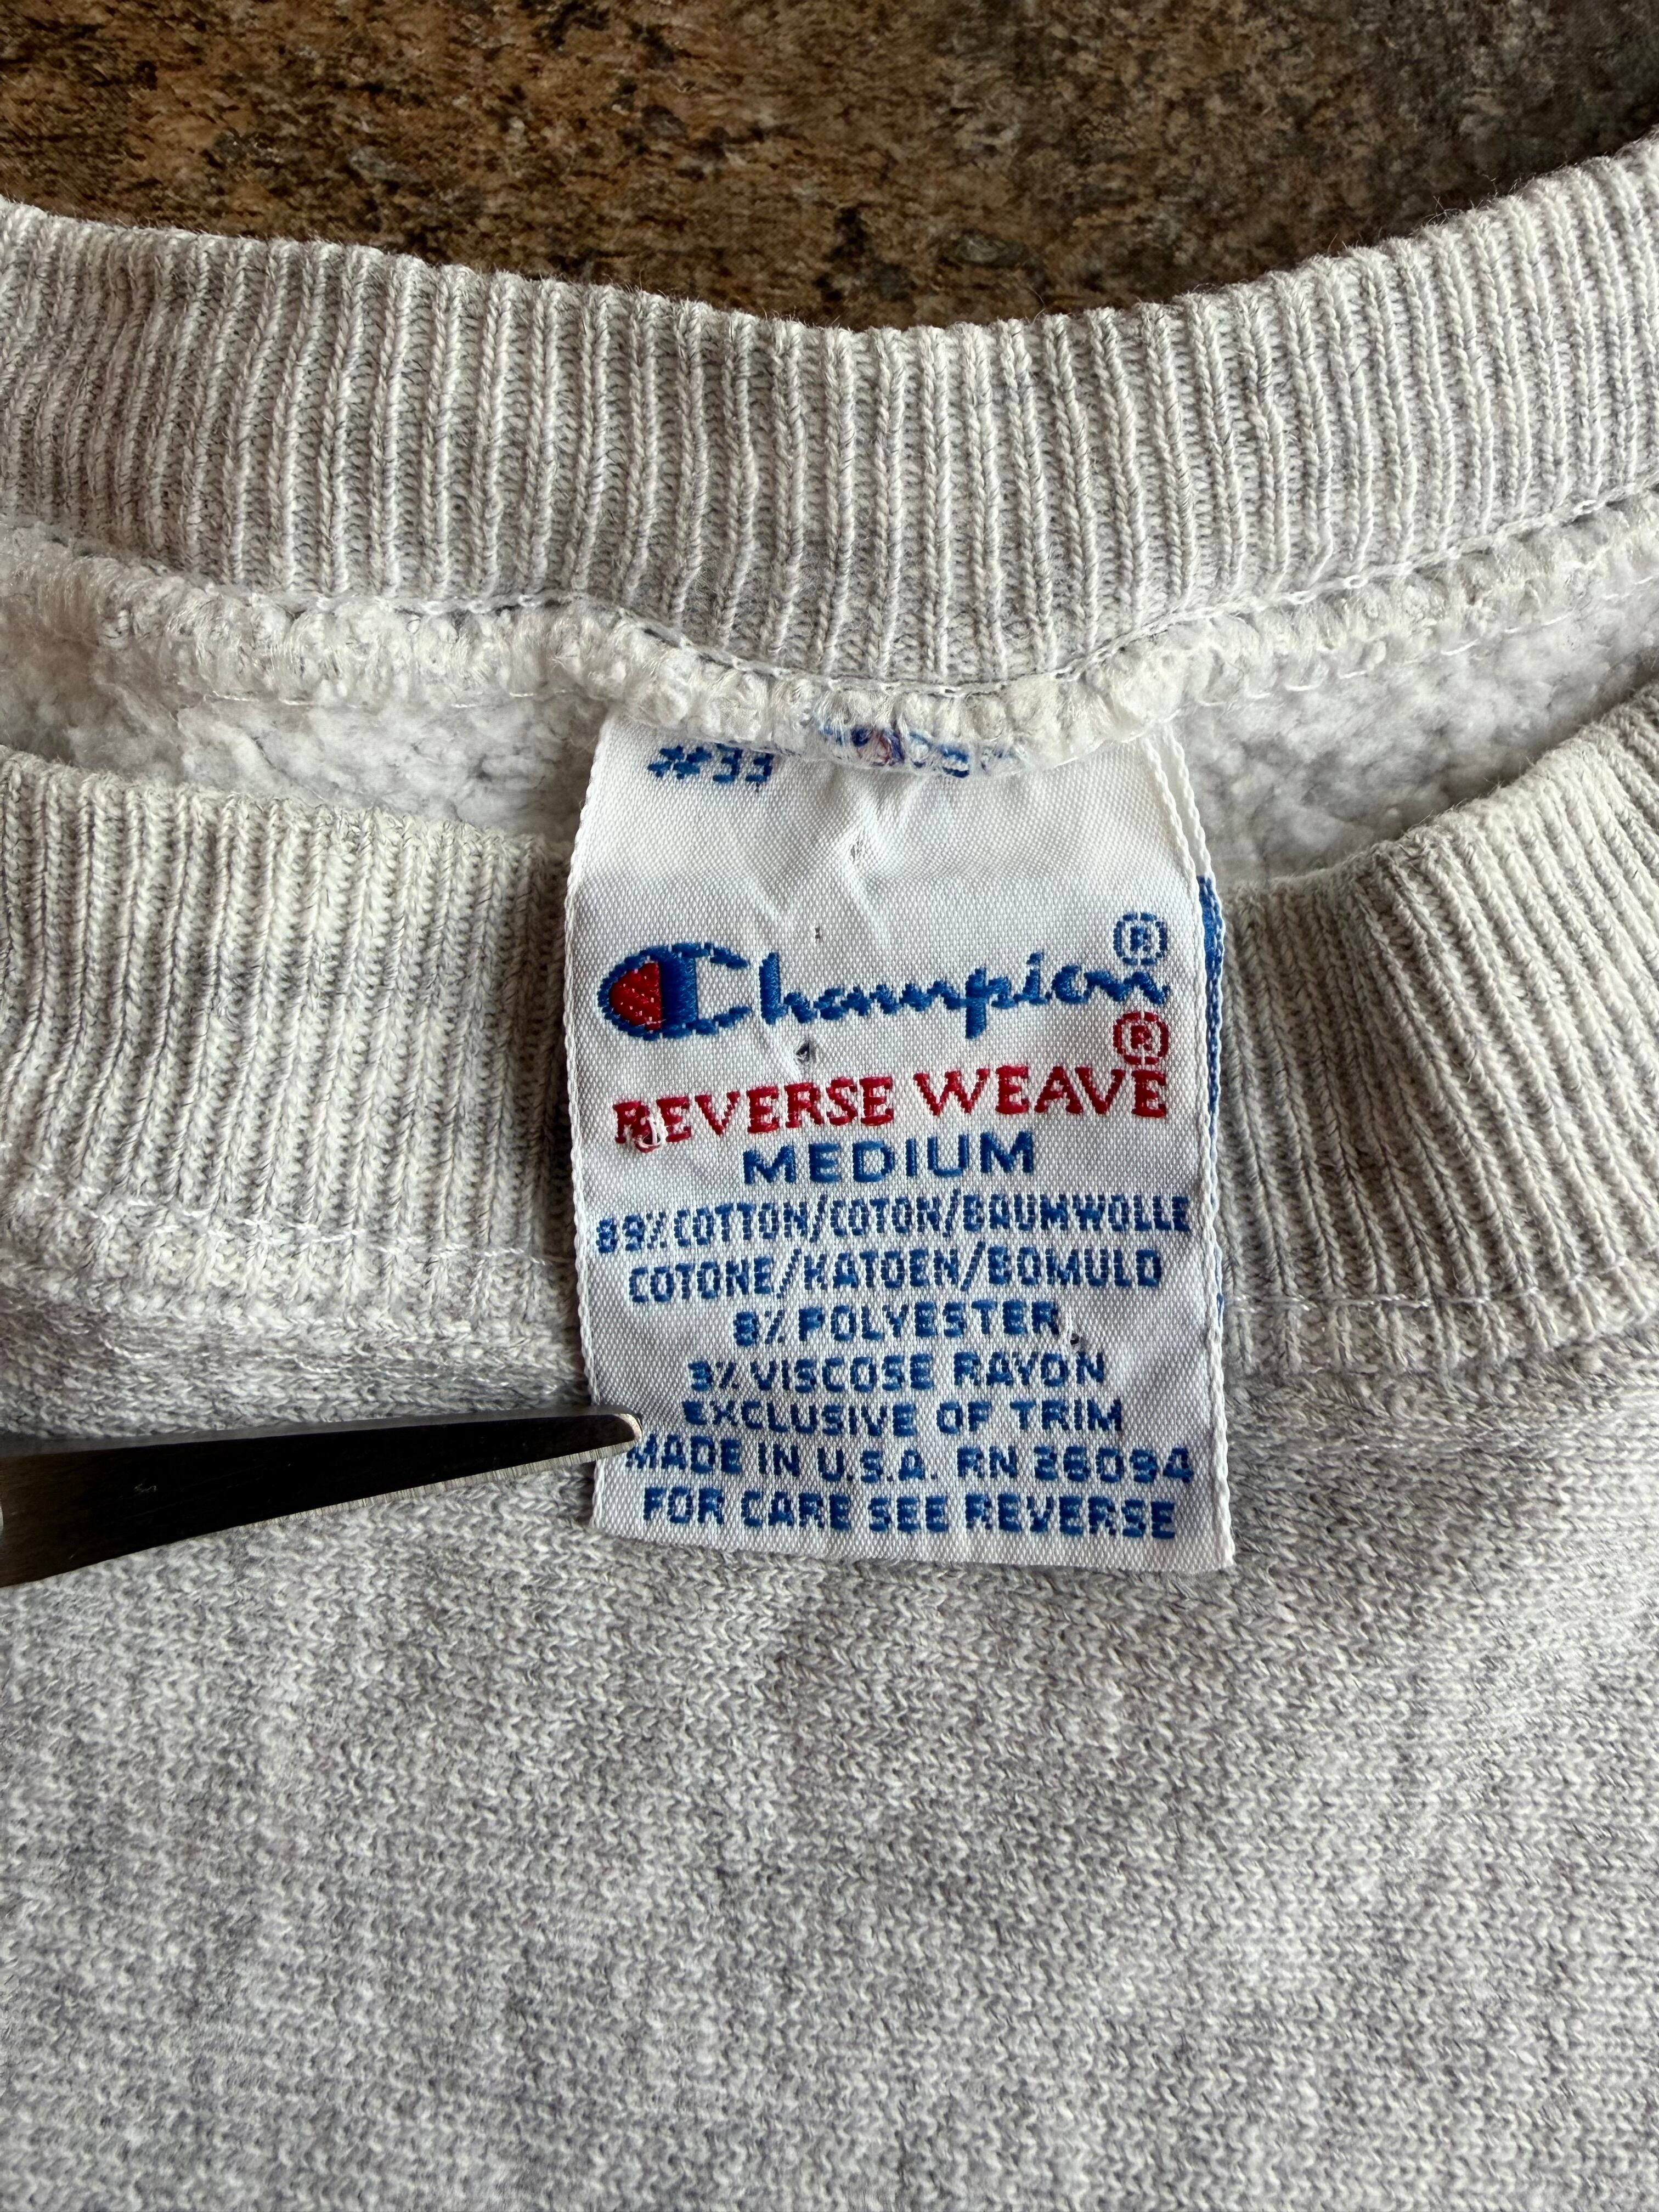 #33
Champion®
®
REVERSE WEAVE
MEDIUM
89% COTTON/COTON/BAUMWOLLE
COTONE/KATOEN/BOMULD
8% POLYESTER
3% VISCOSE RAYON
EXCLUSIVE OF TRIM
MADE IN U.S.A. RN 26094
FOR CARE SEE REVERSE